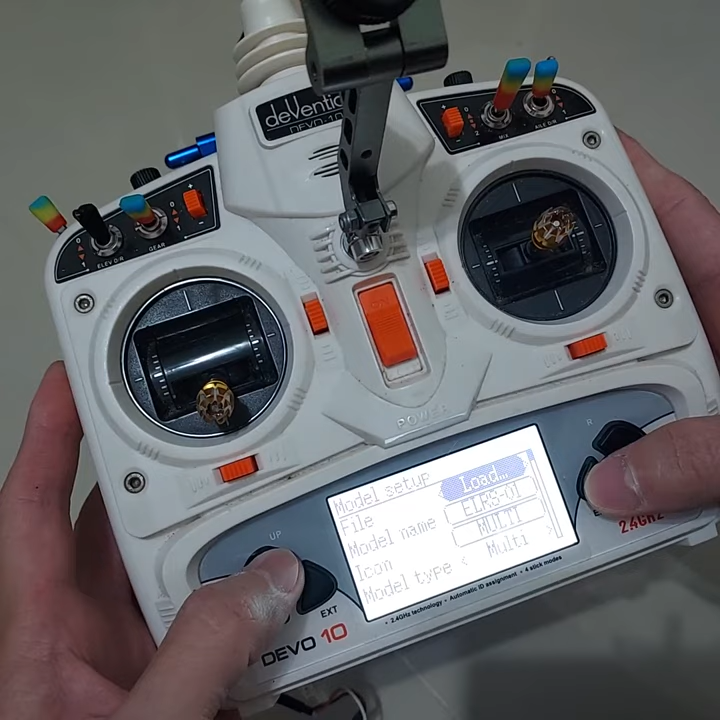 deVentio
DEVO-10
MIX
AILE D/R
ELEV D/R
GEAR
POWER
Model setup
File
Load...
Model name
ELRS-01
Icon
MULTI
Model type
Multi
UP
EXT
R
2.4GHz
DEVO 10
• 2.4GHz technology • Automatic ID assignment • 4 stick modes